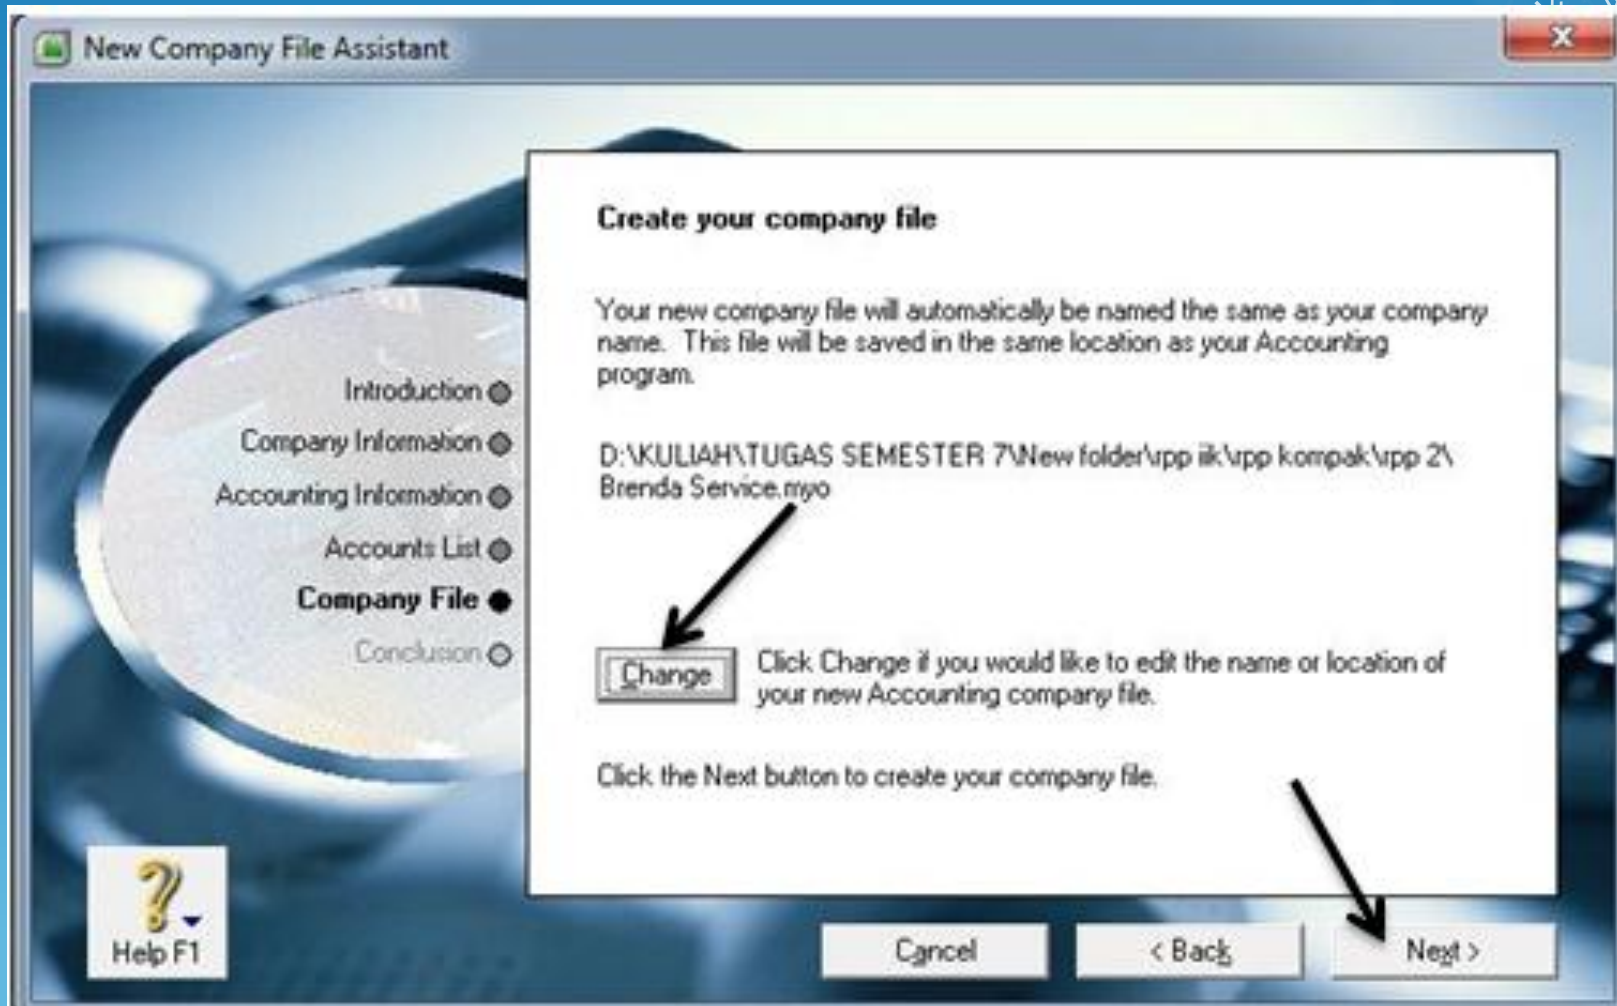 New Company File Assistant
Create your company file
Your new company file will automatically be named the same as your company
name. This file will be saved in the same location as your Accounting
program.
D:\KULIAH\TUGAS SEMESTER 7\New folder\rpp iik\rpp kompak\rpp 2\
Brenda Service.myo
Introduction
Company Information
Accounting Information
Accounts List
Company File
Conclusion
Change
Click Change if you would like to edit the name or location of
your new Accounting company file.
Click the Next button to create your company file.
Help F1
Cancel
< Back
Next >